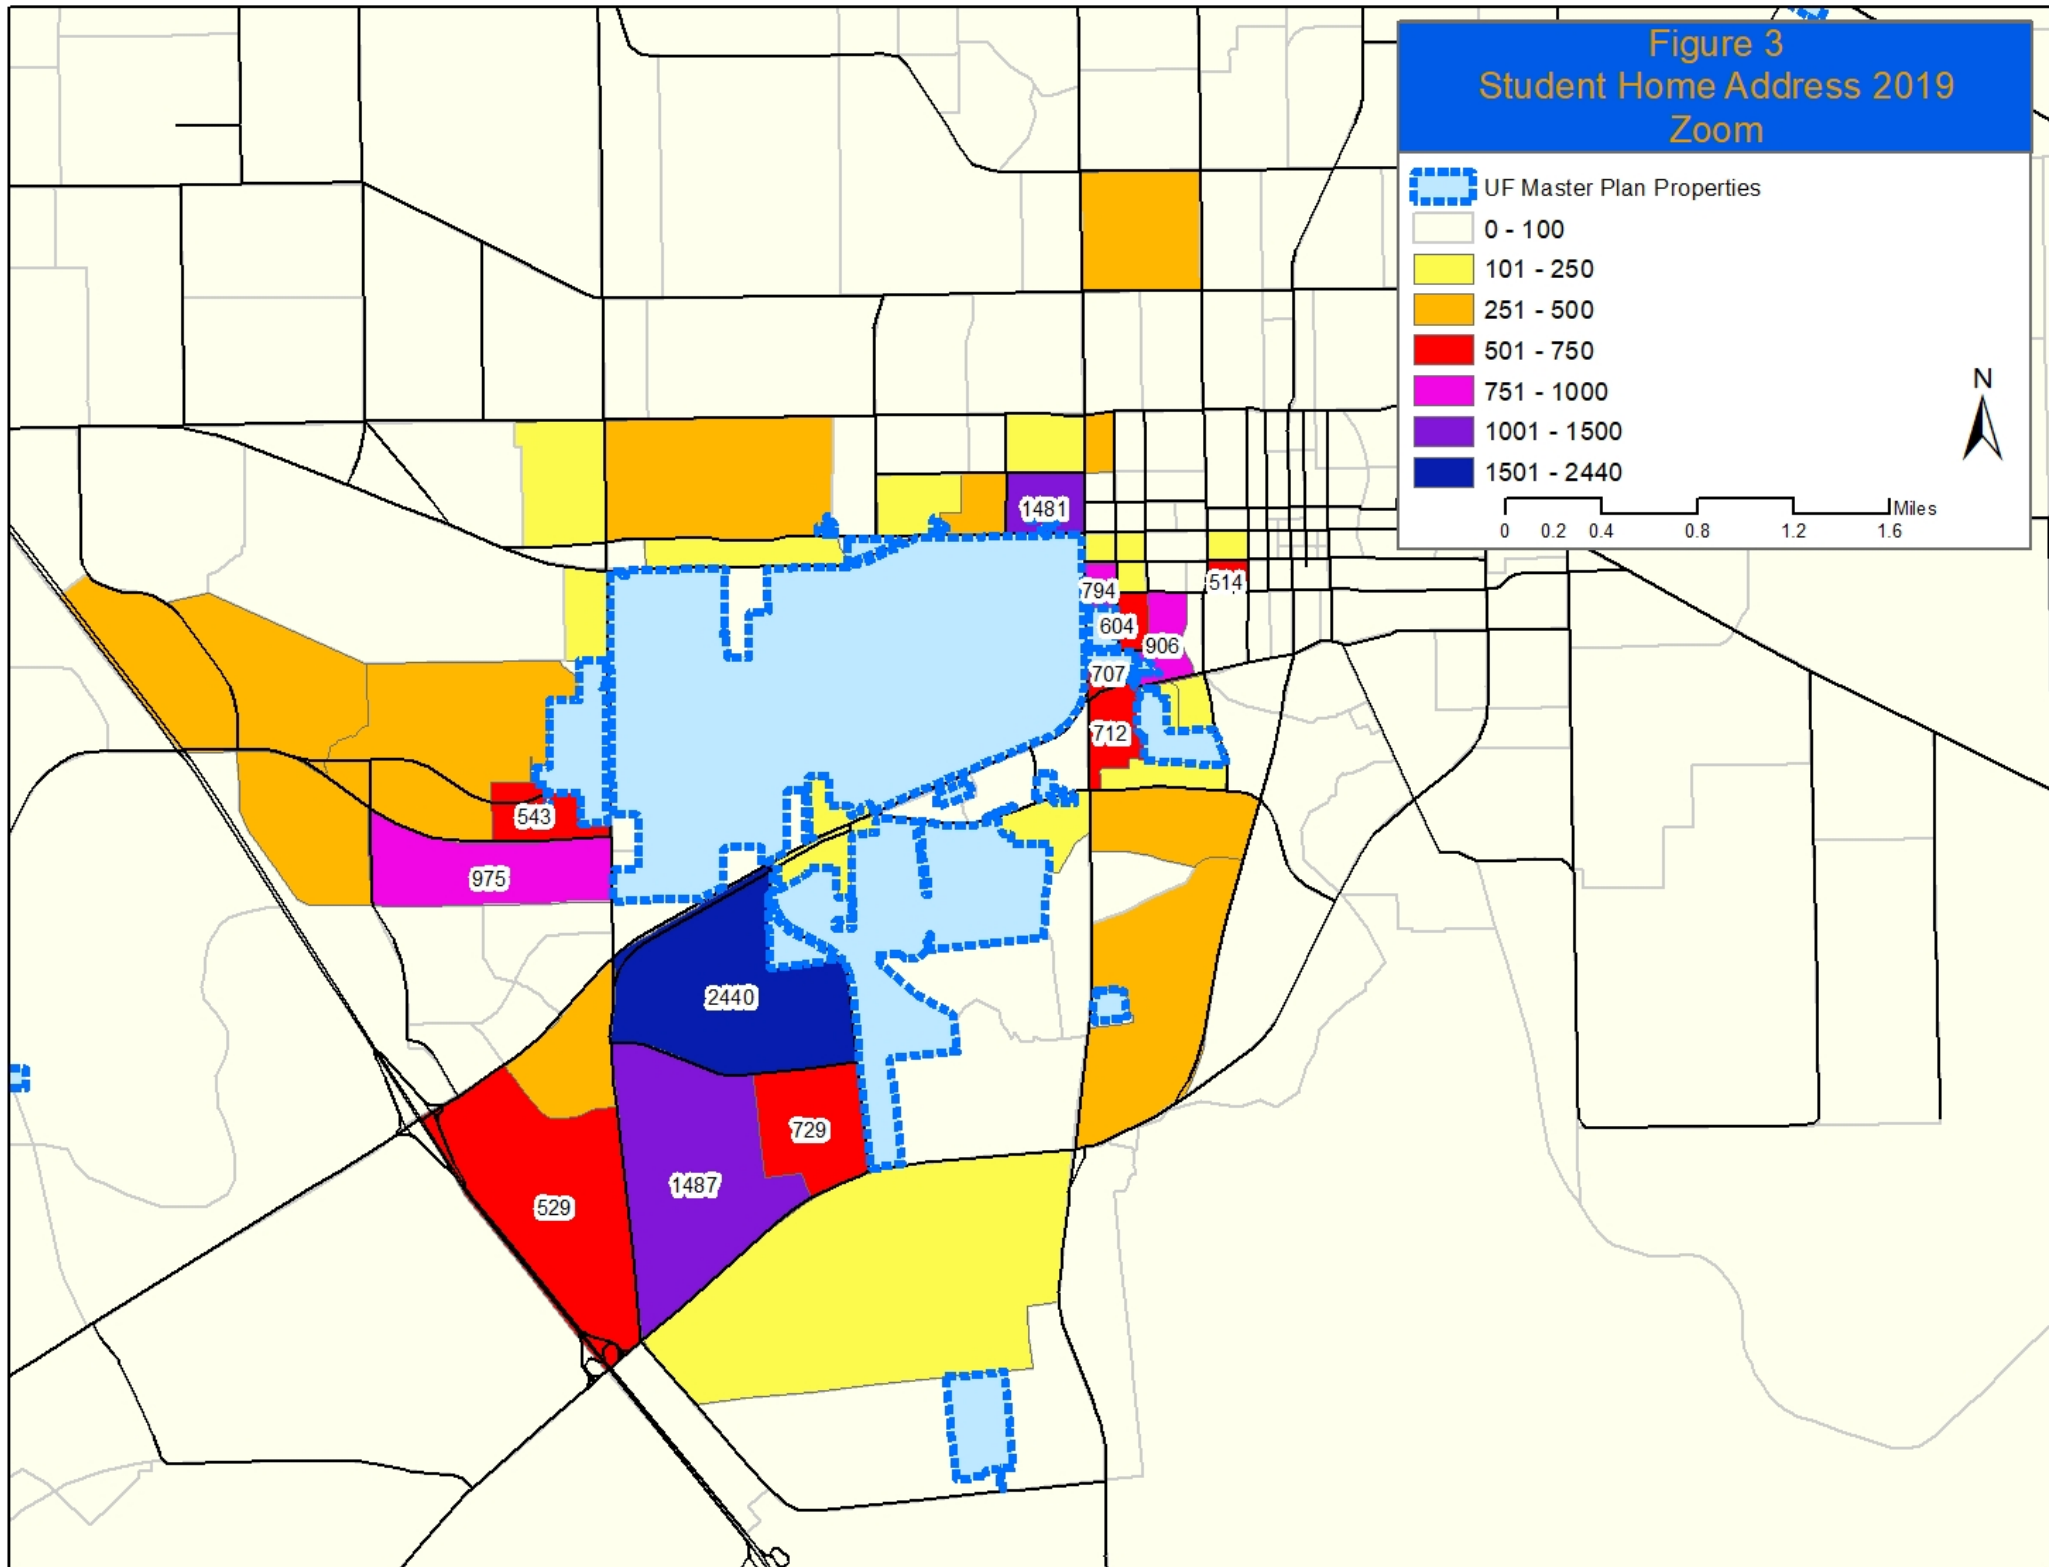 Figure 3
Student Home Address 2019
Zoom
UF Master Plan Properties
0 - 100
101 - 250
251 - 500
501 - 750
751 - 1000
1001 - 1500
1501 - 2440
N
Miles
0 0.2 0.4 0.8 1.2 1.6
1481
794
514
604
906
707
712
543
975
2440
729
1487
529